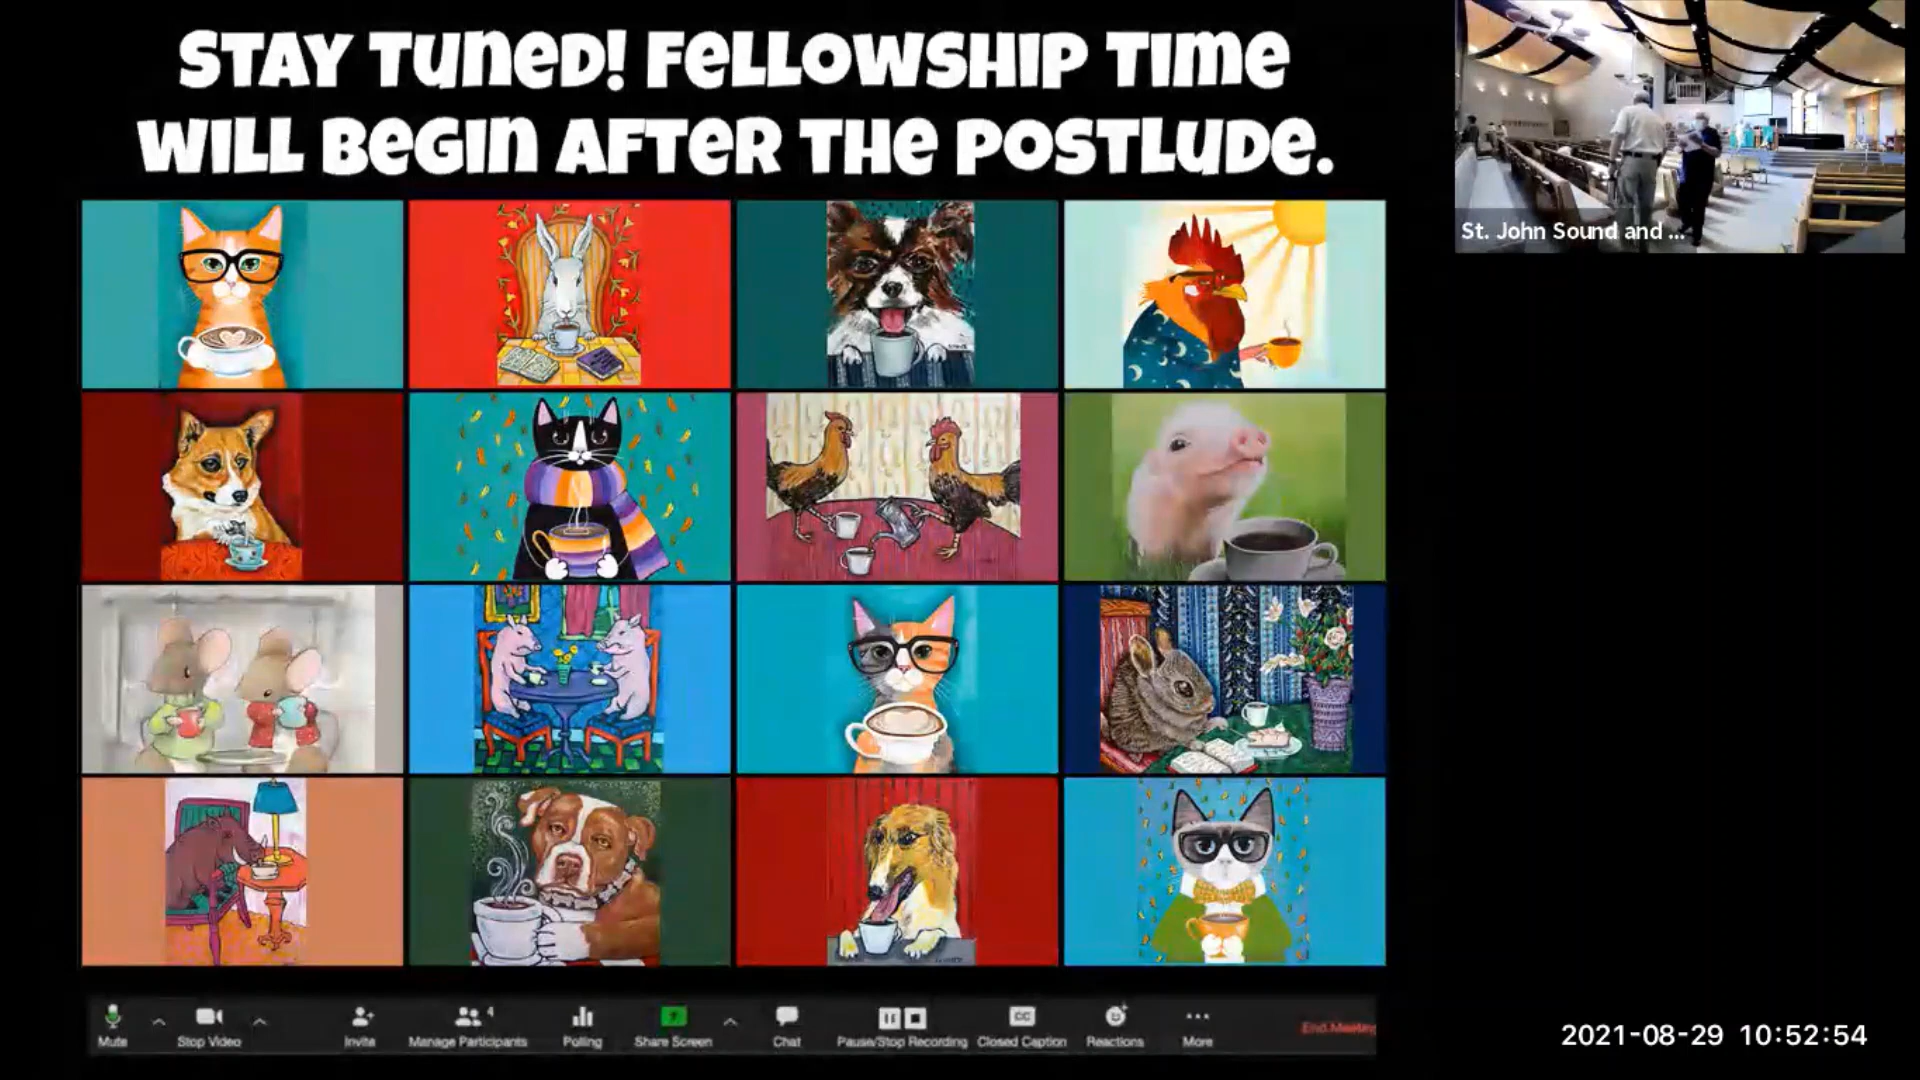 STAY TUNED! FELLOWSHIP TIME
WILL BEGIN AFTER THE POSTLUDE.
St. John Sound and ...
Mute
Stop Video
Invite
Manage Participants
4
Polling
Share Screen
Chat
Pause/Stop Recording
CC
Closed Caption
Reactions
More
End Meeting
2021-08-29 10:52:54